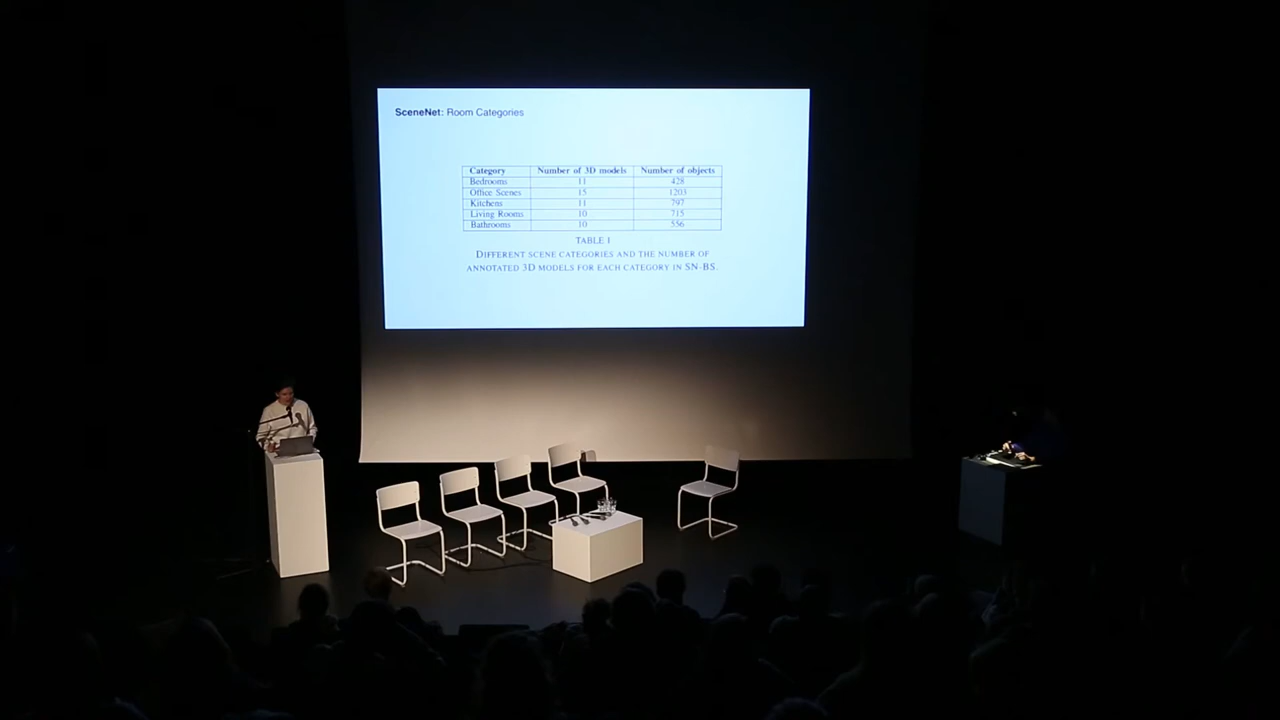 SceneNet: Room Categories
Category Number of 3D models Number of objects
Bedrooms 11 428
Office Scenes 15 1203
Kitchens 11 797
Living Rooms 10 715
Bathrooms 10 556
TABLE I
DIFFERENT SCENE CATEGORIES AND THE NUMBER OF
ANNOTATED 3D MODELS FOR EACH CATEGORY IN SN-BS.